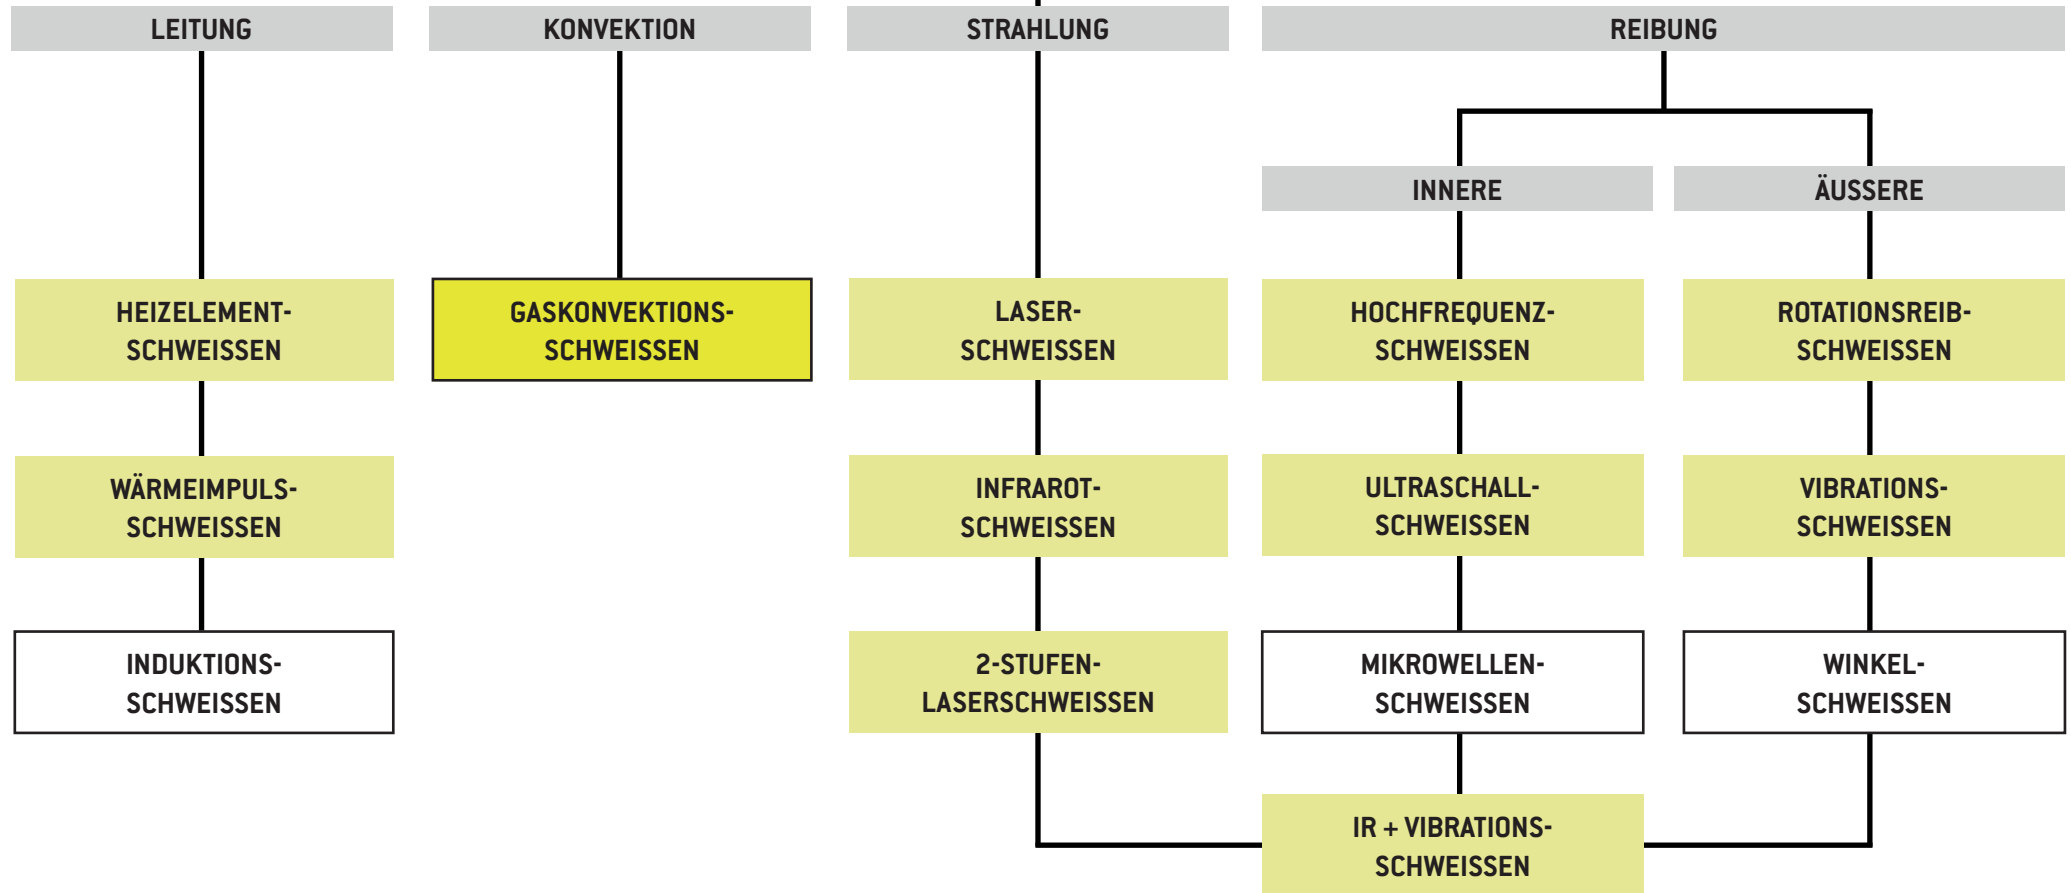 LEITUNG
KONVEKTION
STRAHLUNG
REIBUNG
INNERE
ÄUSSERE
HEIZELEMENT-
SCHWEISSEN
GASKONVEKTIONS-
SCHWEISSEN
LASER-
SCHWEISSEN
HOCHFREQUENZ-
SCHWEISSEN
ROTATIONSREIB-
SCHWEISSEN
WÄRMEIMPULS-
SCHWEISSEN
INFRAROT-
SCHWEISSEN
ULTRASCHALL-
SCHWEISSEN
VIBRATIONS-
SCHWEISSEN
INDUKTIONS-
SCHWEISSEN
2-STUFEN-
LASERSCHWEISSEN
MIKROWELLEN-
SCHWEISSEN
WINKEL-
SCHWEISSEN
IR + VIBRATIONS-
SCHWEISSEN